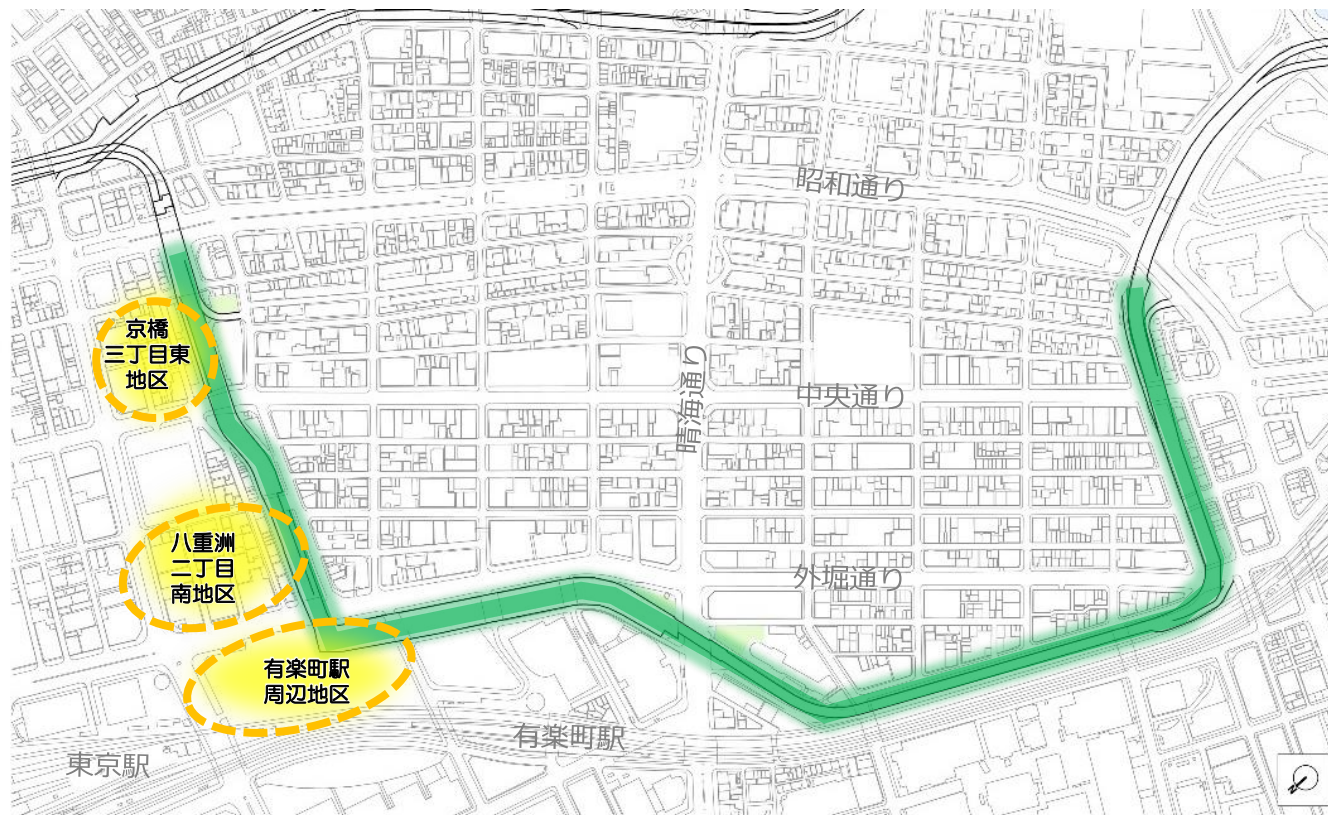 昭和通り
京橋
三丁目東
地区
晴海通り
中央通り
八重洲
二丁目
南地区
外堀通り
有楽町駅
周辺地区
有楽町駅
東京駅